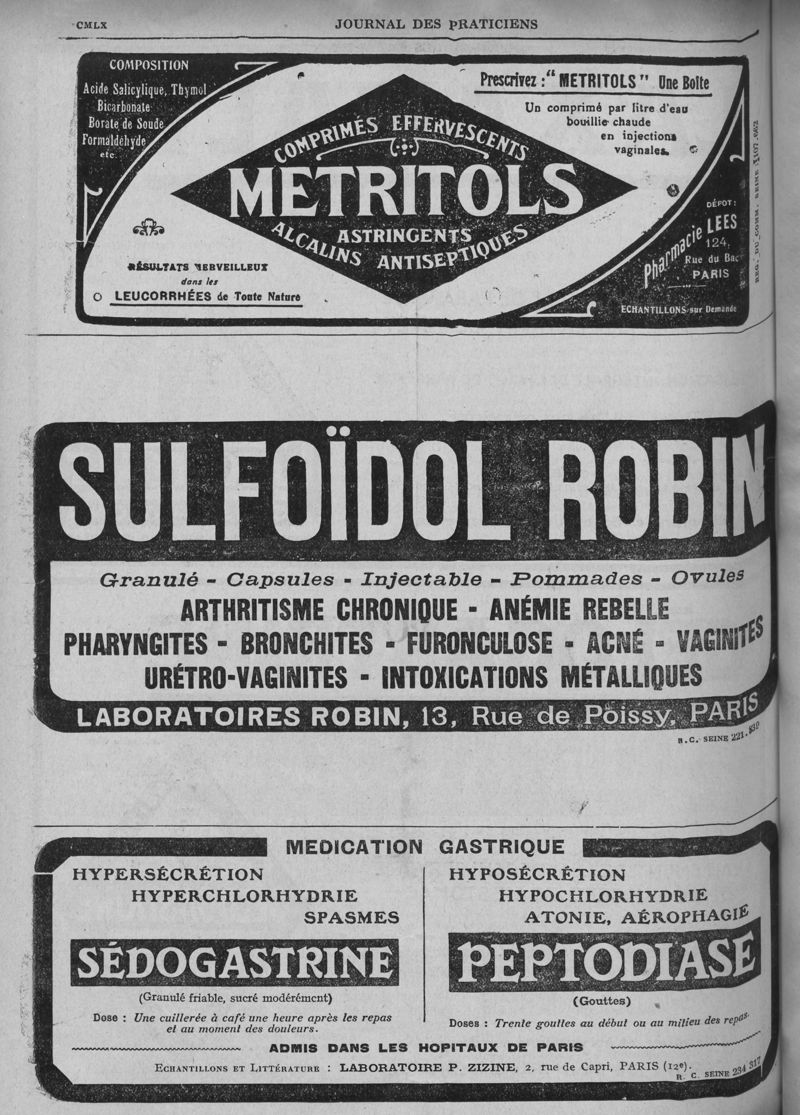 CMLX
JOURNAL DES PRATICIENS
COMPOSITION
Acide Salicylique, Thymol
Bicarbonate
Borate de Soude
Formaldéhyde
etc.
Prescrivez : "METRITOLS" Une Boîte
Un comprimé par litre d'eau
bouillie chaude
en injections
vaginales.
COMPRIMÉS EFFERVESCENTS
METRITOLS
ASTRINGENTS
ALCALINS ANTISEPTIQUES
RÉSULTATS MERVEILLEUX
dans les
LEUCORRHÉES de Toute Nature
DÉPOT :
Pharmacie LEES
124,
Rue du Bac
PARIS
ECHANTILLONS sur Demande
REG. DU COMM. SEINE
SULFOÏDOL ROBIN
Granulé - Capsules - Injectable - Pommades - Ovules
ARTHRITISME CHRONIQUE - ANÉMIE REBELLE
PHARYNGITES - BRONCHITES - FURONCULOSE - ACNÉ - VAGINITES
URÉTRO-VAGINITES - INTOXICATIONS MÉTALLIQUES
LABORATOIRES ROBIN, 13, Rue de Poissy, PARIS
R.C. SEINE 221.839
MEDICATION GASTRIQUE
HYPERSÉCRÉTION
HYPERCHLORHYDRIE
SPASMES
SÉDOGASTRINE
(Granulé friable, sucré modérément)
Dose : Une cuillerée à café une heure après les repas
et au moment des douleurs.
HYPOSÉCRÉTION
HYPOCHLORHYDRIE
ATONIE, AÉROPHAGIE
PEPTODIASE
(Gouttes)
Doses : Trente gouttes au début ou au milieu des repas.
ADMIS DANS LES HOPITAUX DE PARIS
ECHANTILLONS ET LITTÉRATURE : LABORATOIRE P. ZIZINE, 2, rue de Capri, PARIS (12e).
R. C. SEINE 234 317